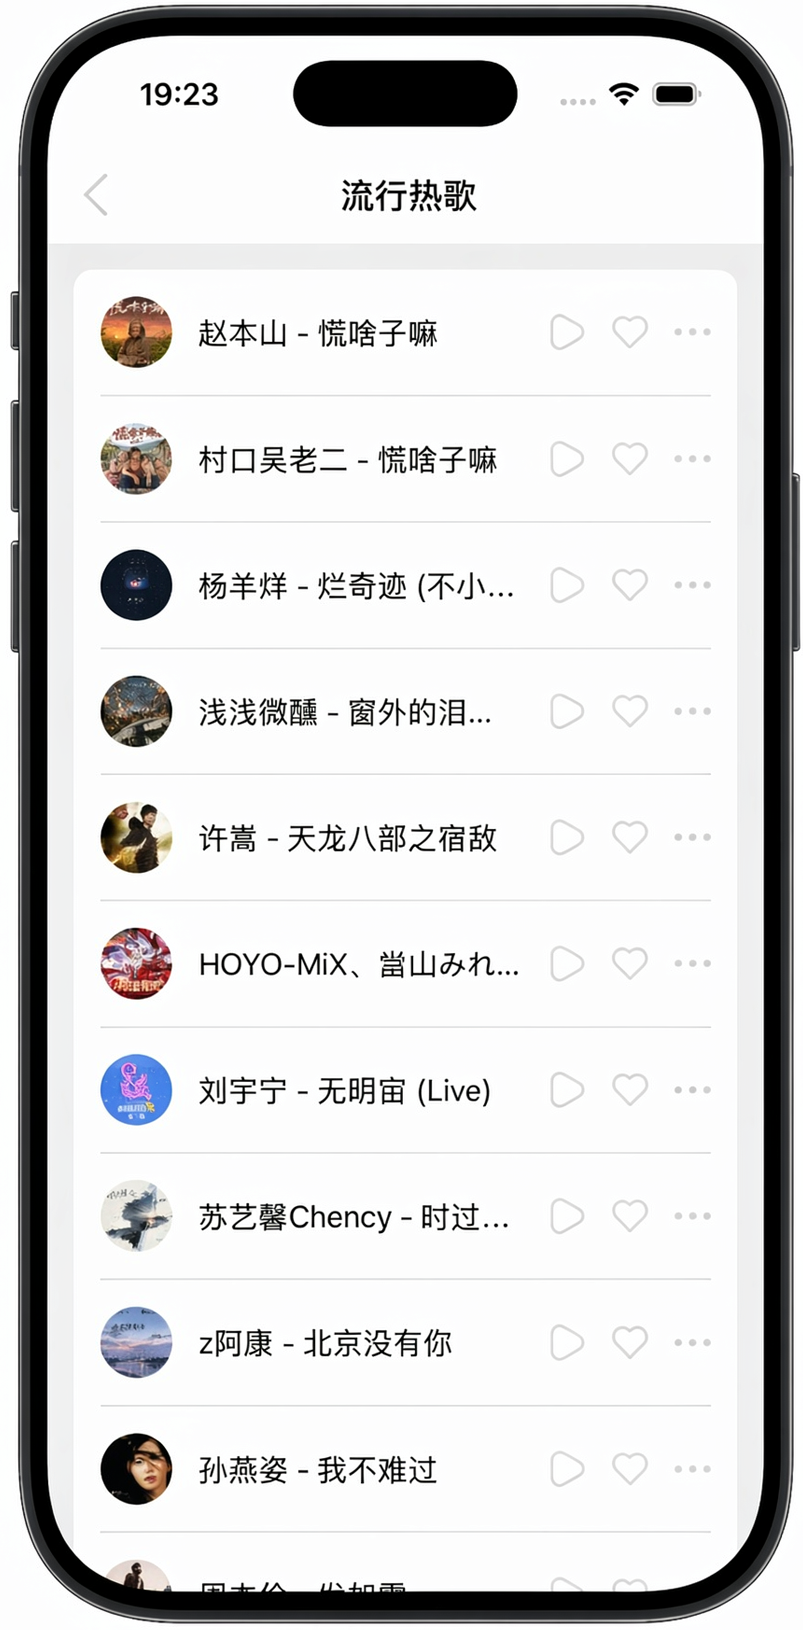 19:23
流行热歌
赵本山 - 慌啥子嘛
村口吴老二 - 慌啥子嘛
杨羊烊 - 烂奇迹 (不小...
浅浅微醺 - 窗外的泪...
许嵩 - 天龙八部之宿敌
HOYO-MiX、當山みれ...
刘宇宁 - 无明宙 (Live)
苏艺馨Chency - 时过...
z阿康 - 北京没有你
孙燕姿 - 我不难过